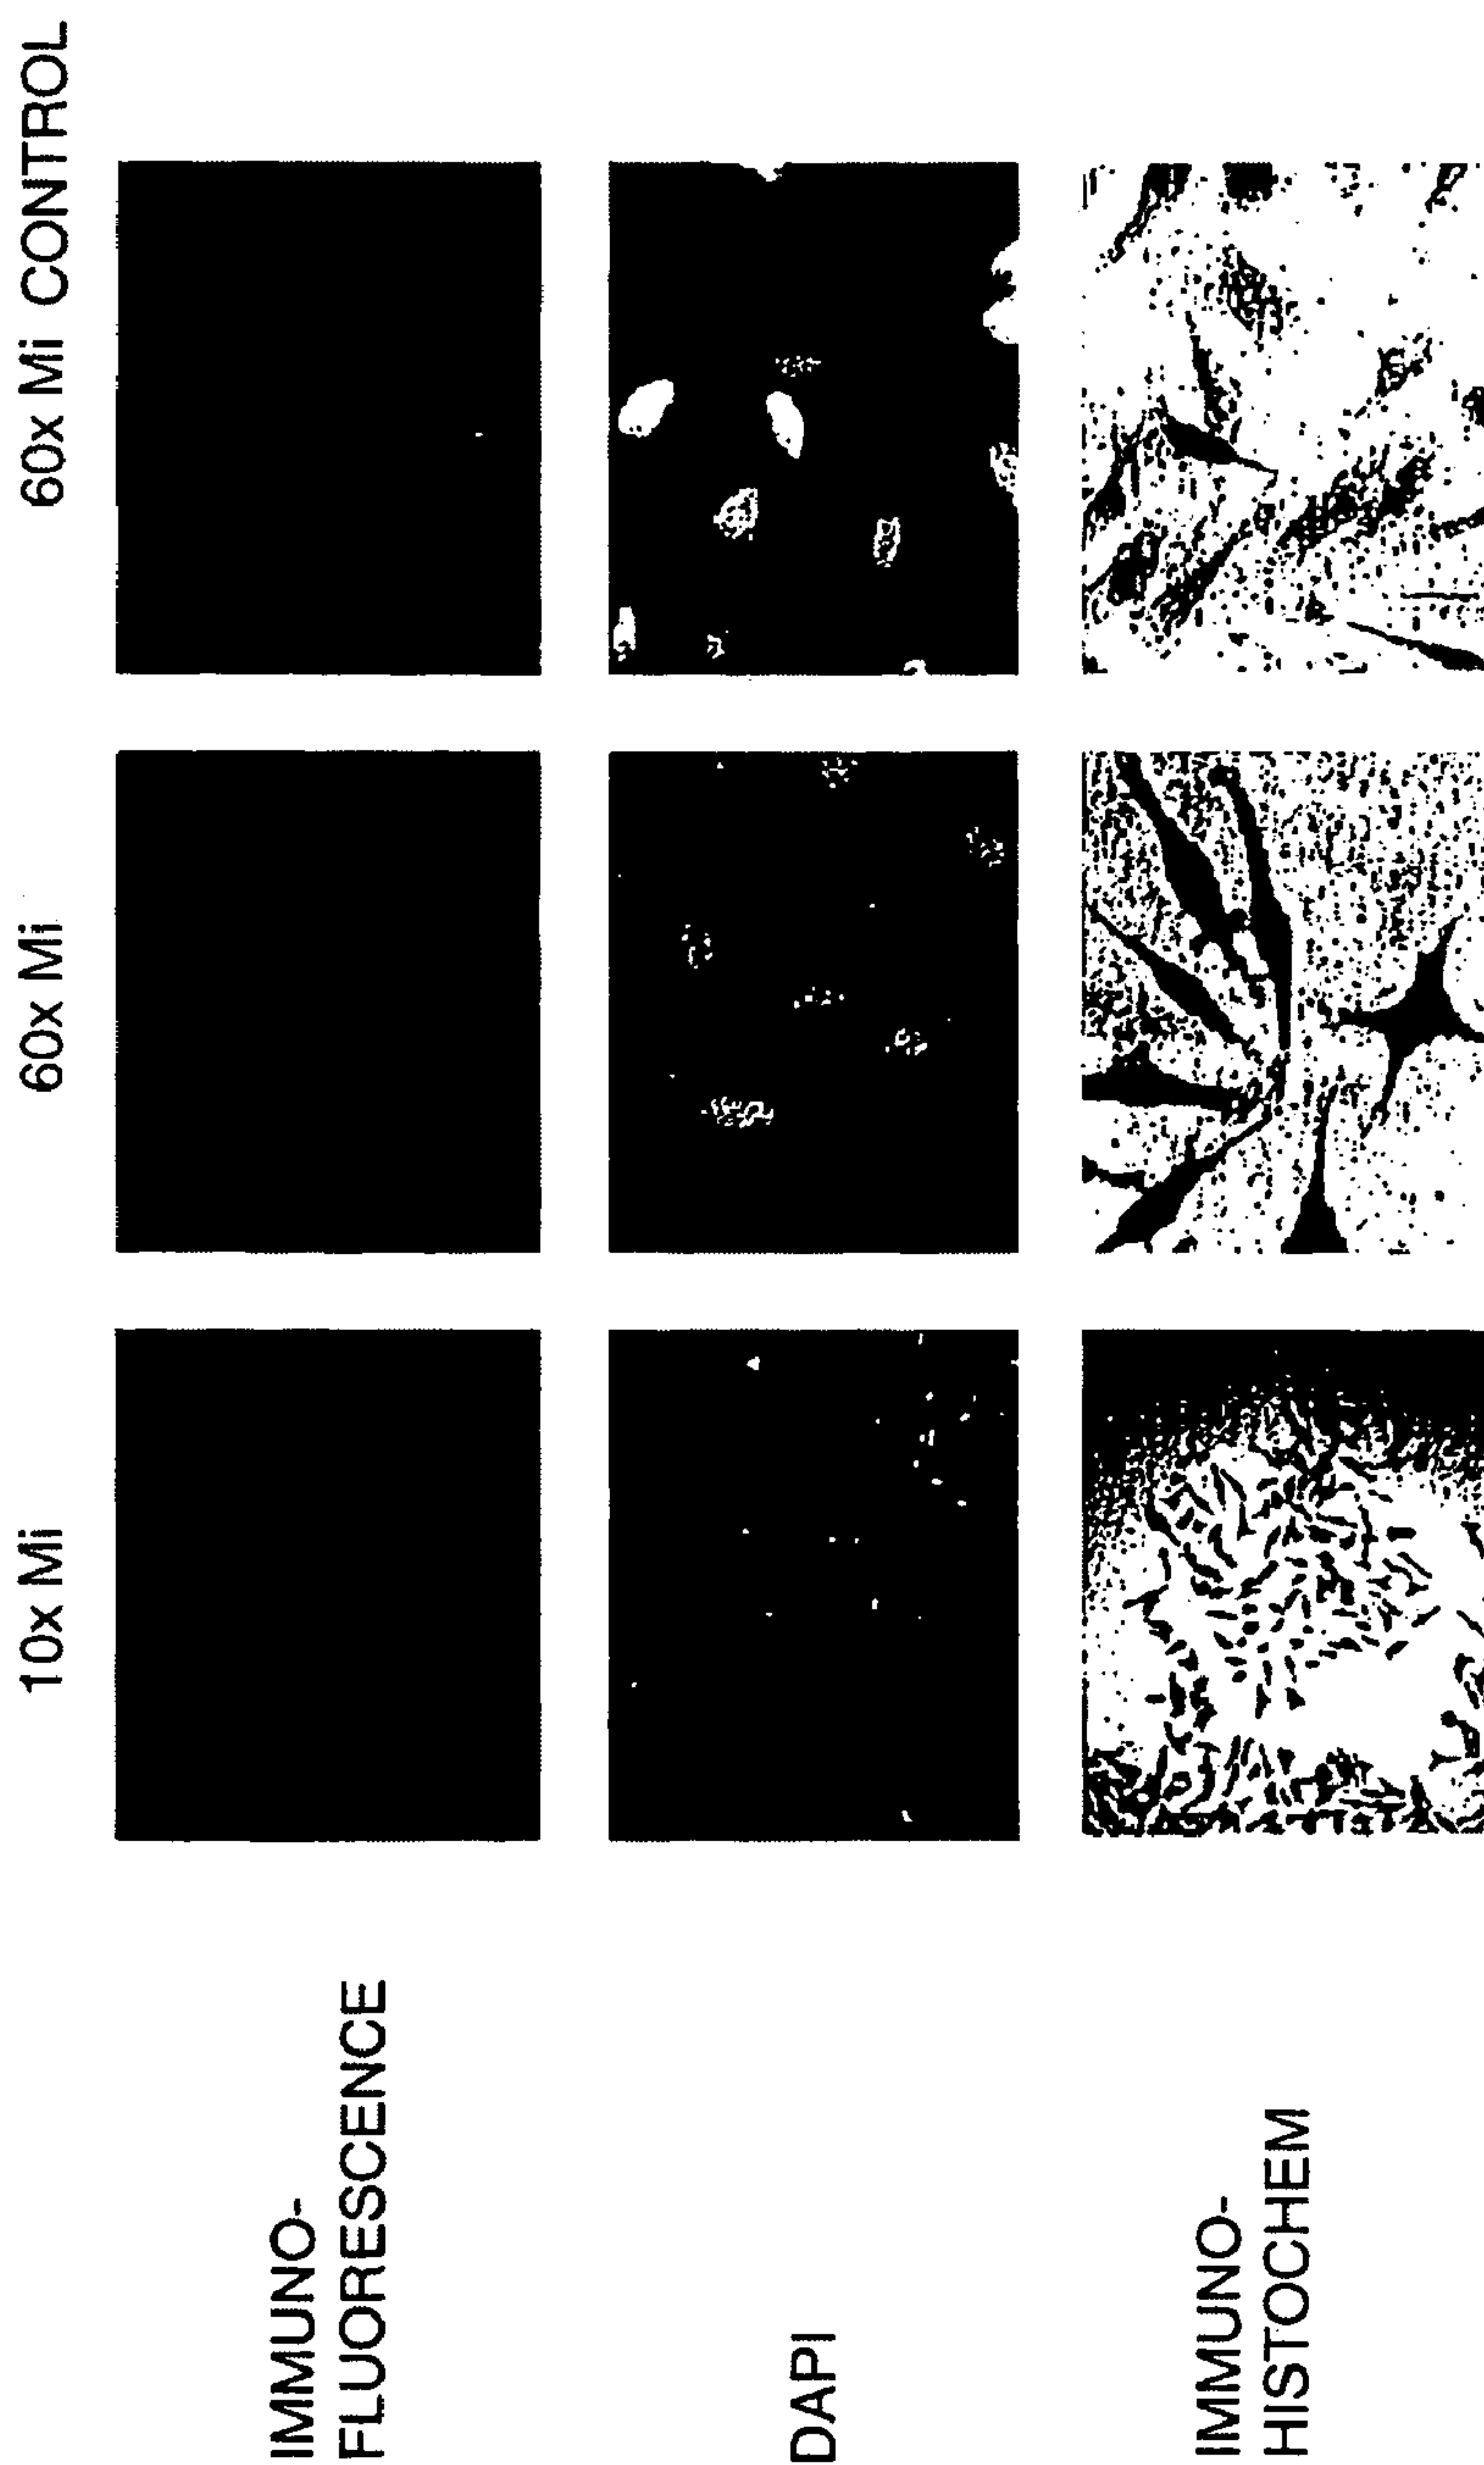 10x Mi
60x Mi
60x Mi CONTROL
IMMUNO-
FLUORESCENCE
DAPI
IMMUNO-
HISTOCHEM